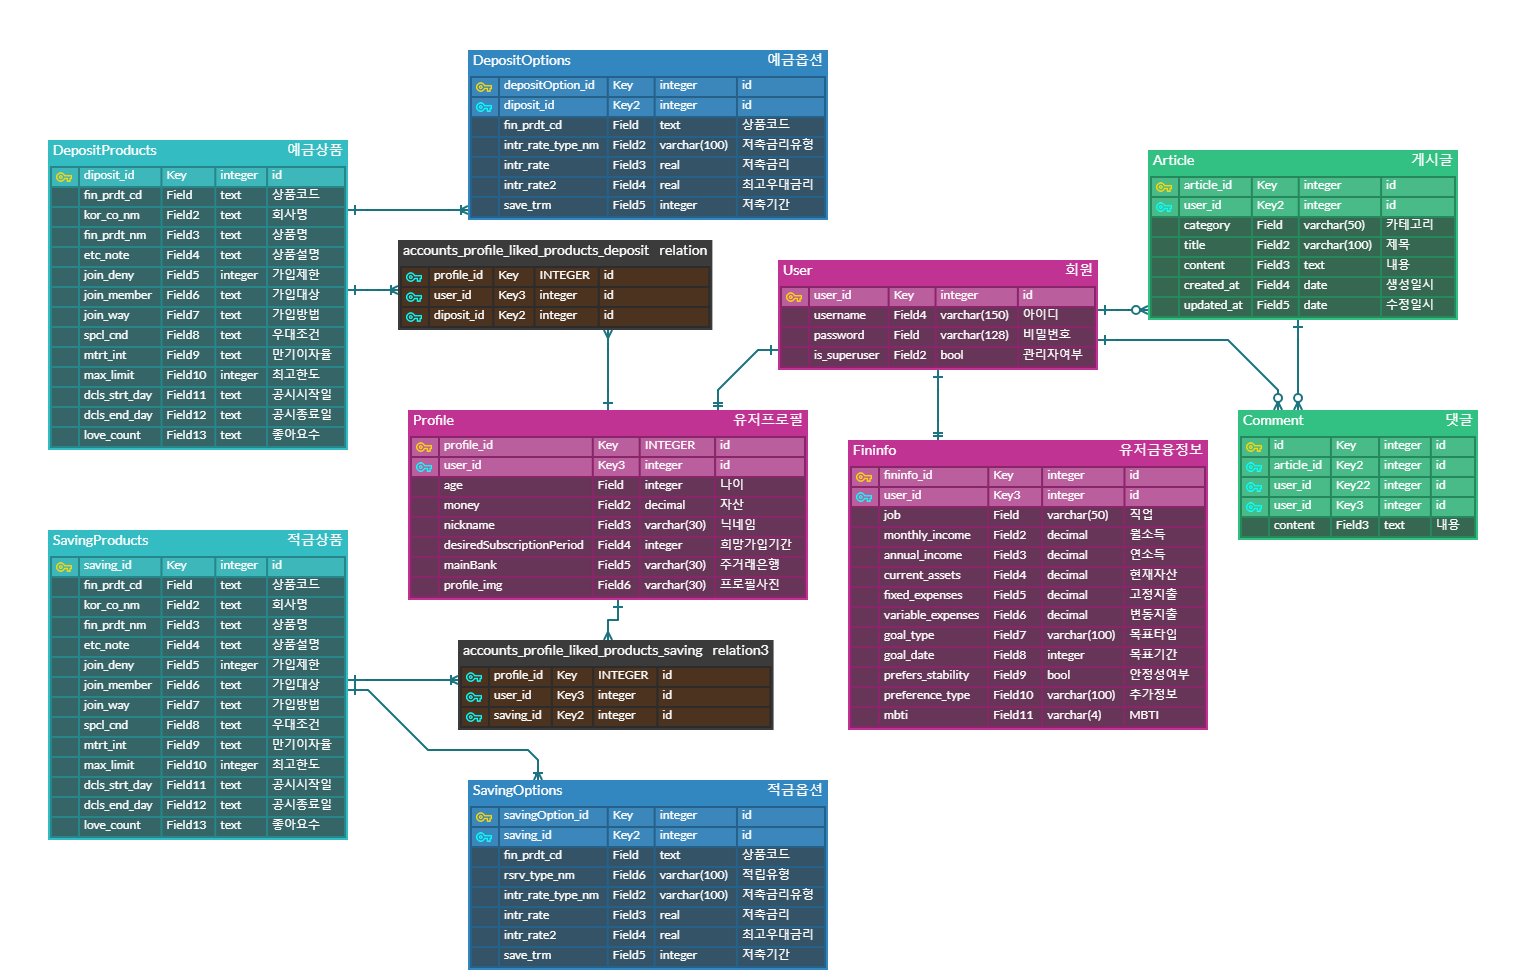 DepositOptions 예금옵션
depositOption_id Key integer id
diposit_id Key2 integer id
fin_prdt_cd Field text 상품코드
intr_rate_type_nm Field2 varchar(100) 저축금리유형
intr_rate Field3 real 저축금리
intr_rate2 Field4 real 최고우대금리
save_trm Field5 integer 저축기간
DepositProducts 예금상품
diposit_id Key integer id
fin_prdt_cd Field text 상품코드
kor_co_nm Field2 text 회사명
fin_prdt_nm Field3 text 상품명
etc_note Field4 text 상품설명
join_deny Field5 integer 가입제한
join_member Field6 text 가입대상
join_way Field7 text 가입방법
spcl_cnd Field8 text 우대조건
mtrt_int Field9 text 만기이자율
max_limit Field10 integer 최고한도
dcls_strt_day Field11 text 공시시작일
dcls_end_day Field12 text 공시종료일
love_count Field13 text 좋아요수
accounts_profile_liked_products_deposit relation
profile_id Key INTEGER id
user_id Key3 integer id
diposit_id Key2 integer id
User 회원
user_id Key integer id
username Field4 varchar(150) 아이디
password Field varchar(128) 비밀번호
is_superuser Field2 bool 관리자여부
Article 게시글
article_id Key integer id
user_id Key2 integer id
category Field varchar(50) 카테고리
title Field2 varchar(100) 제목
content Field3 text 내용
created_at Field4 date 생성일시
updated_at Field5 date 수정일시
Profile 유저프로필
profile_id Key INTEGER id
user_id Key3 integer id
age Field integer 나이
money Field2 decimal 자산
nickname Field3 varchar(30) 닉네임
desiredSubscriptionPeriod Field4 integer 희망가입기간
mainBank Field5 varchar(30) 주거래은행
profile_img Field6 varchar(30) 프로필사진
Fininfo 유저금융정보
fininfo_id Key integer id
user_id Key3 integer id
job Field varchar(50) 직업
monthly_income Field2 decimal 월소득
annual_income Field3 decimal 연소득
current_assets Field4 decimal 현재자산
fixed_expenses Field5 decimal 고정지출
variable_expenses Field6 decimal 변동지출
goal_type Field7 varchar(100) 목표타입
goal_date Field8 integer 목표기간
prefers_stability Field9 bool 안정성여부
preference_type Field10 varchar(100) 추가정보
mbti Field11 varchar(4) MBTI
Comment 댓글
id Key integer id
article_id Key2 integer id
user_id Key22 integer id
user_id Key3 integer id
content Field3 text 내용
SavingProducts 적금상품
saving_id Key integer id
fin_prdt_cd Field text 상품코드
kor_co_nm Field2 text 회사명
fin_prdt_nm Field3 text 상품명
etc_note Field4 text 상품설명
join_deny Field5 integer 가입제한
join_member Field6 text 가입대상
join_way Field7 text 가입방법
spcl_cnd Field8 text 우대조건
mtrt_int Field9 text 만기이자율
max_limit Field10 integer 최고한도
dcls_strt_day Field11 text 공시시작일
dcls_end_day Field12 text 공시종료일
love_count Field13 text 좋아요수
accounts_profile_liked_products_saving relation3
profile_id Key INTEGER id
user_id Key3 integer id
saving_id Key2 integer id
SavingOptions 적금옵션
savingOption_id Key integer id
saving_id Key2 integer id
fin_prdt_cd Field text 상품코드
rsrv_type_nm Field6 varchar(100) 적립유형
intr_rate_type_nm Field2 varchar(100) 저축금리유형
intr_rate Field3 real 저축금리
intr_rate2 Field4 real 최고우대금리
save_trm Field5 integer 저축기간